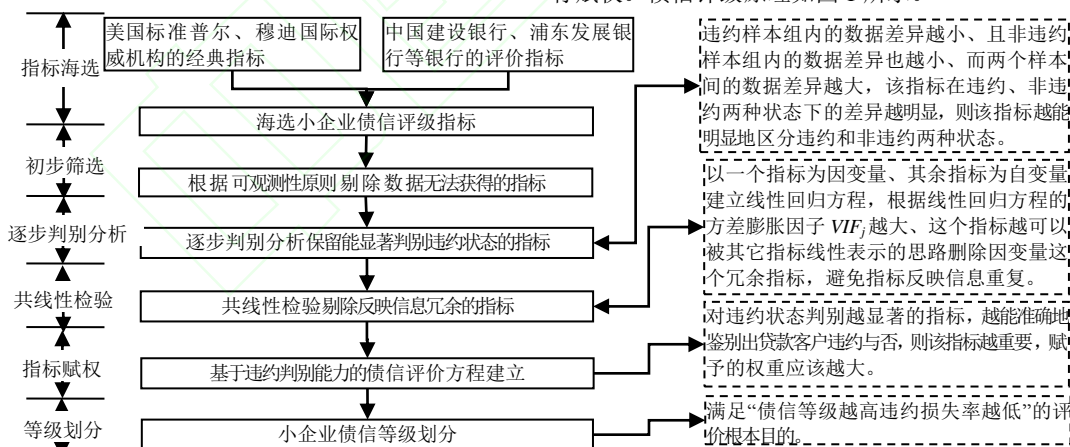 美国标准普尔、穆迪国际权
威机构的经典指标
中国建设银行、浦东发展银
行等银行的评价指标
指标海选
海选小企业债信评级指标
初步筛选
根据可观测性原则剔除数据无法获得的指标
逐步判别分析
逐步判别分析保留能显著判别违约状态的指标
共线性检验
共线性检验剔除反映信息冗余的指标
指标赋权
基于违约判别能力的债信评价方程建立
等级划分
小企业债信等级划分
违约样本组内的数据差异越小、且非违约
样本组内的数据差异也越小、而两个样本
间的数据差异越大，该指标在违约、非违
约两种状态下的差异越明显，则该指标越能
明显地区分违约和非违约两种状态。
以一个指标为因变量、其余指标为自变量
建立线性回归方程，根据线性回归方程的
方差膨胀因子 VIFj 越大、这个指标越可以
被其它指标线性表示的思路删除因变量这
个冗余指标，避免指标反映信息重复。
对违约状态判别越显著的指标，越能准确地
鉴别出贷款客户违约与否，则该指标越重要，赋
予的权重应该越大。
满足“债信等级越高违约损失率越低”的评
价根本目的。